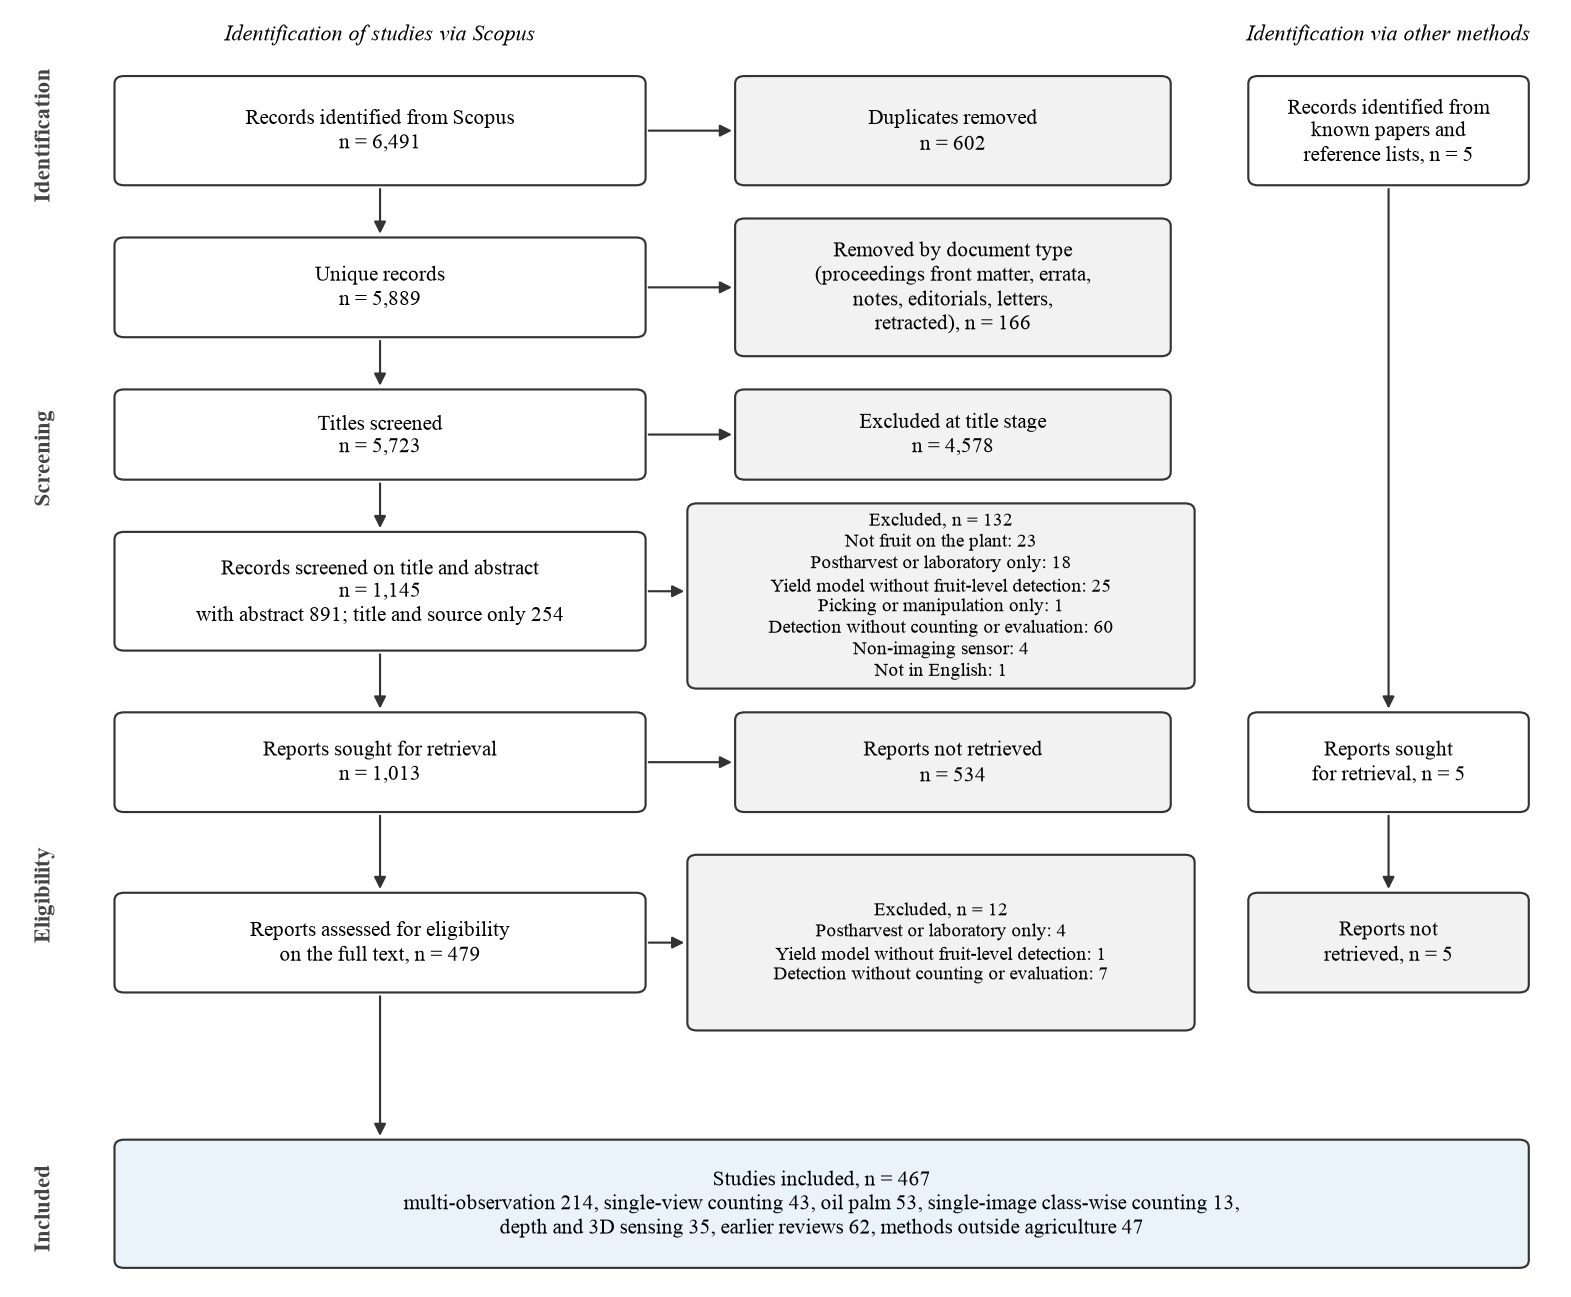 Identification of studies via Scopus
Identification via other methods
Identification
Records identified from Scopus
n = 6,491
Duplicates removed
n = 602
Records identified from
known papers and
reference lists, n = 5
Unique records
n = 5,889
Removed by document type
(proceedings front matter, errata,
notes, editorials, letters,
retracted), n = 166
Screening
Titles screened
n = 5,723
Excluded at title stage
n = 4,578
Records screened on title and abstract
n = 1,145
with abstract 891; title and source only 254
Excluded, n = 132
Not fruit on the plant: 23
Postharvest or laboratory only: 18
Yield model without fruit-level detection: 25
Picking or manipulation only: 1
Detection without counting or evaluation: 60
Non-imaging sensor: 4
Not in English: 1
Reports sought for retrieval
n = 1,013
Reports not retrieved
n = 534
Reports sought
for retrieval, n = 5
Eligibility
Reports assessed for eligibility
on the full text, n = 479
Excluded, n = 12
Postharvest or laboratory only: 4
Yield model without fruit-level detection: 1
Detection without counting or evaluation: 7
Reports not
retrieved, n = 5
Included
Studies included, n = 467
multi-observation 214, single-view counting 43, oil palm 53, single-image class-wise counting 13,
depth and 3D sensing 35, earlier reviews 62, methods outside agriculture 47